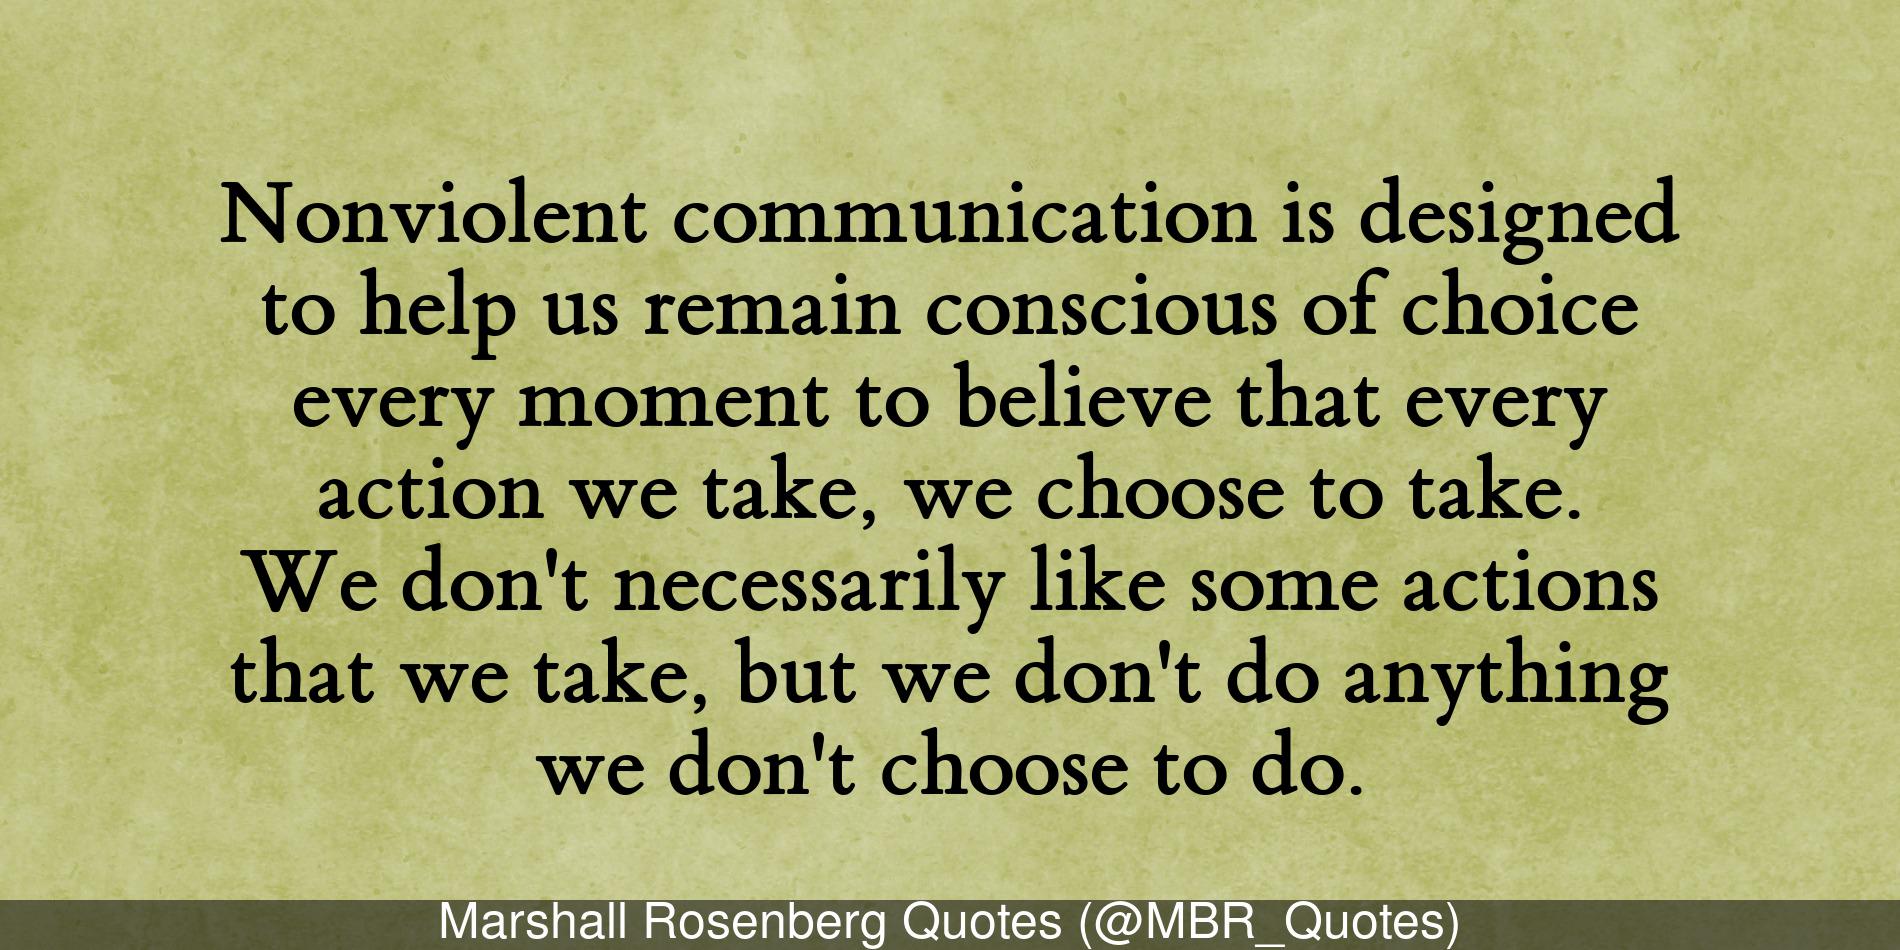 Nonviolent communication is designed
to help us remain conscious of choice
every moment to believe that every
action we take, we choose to take.
We don't necessarily like some actions
that we take, but we don't do anything
we don't choose to do.
Marshall Rosenberg Quotes (@MBR_Quotes)